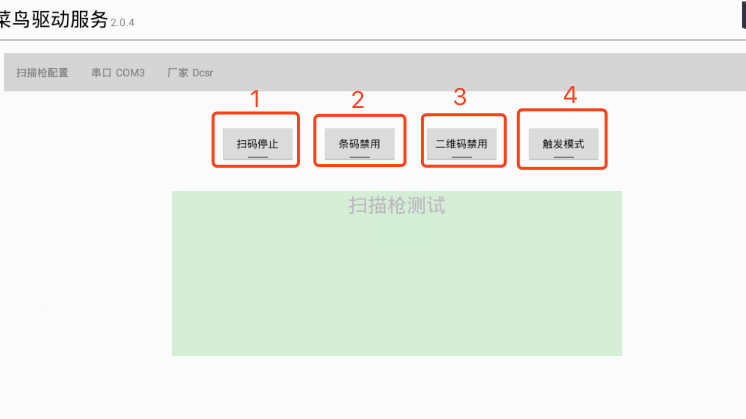 菜鸟驱动服务 2.0.4
扫描枪配置 串口 COM3 厂家 Dcsr
1 2 3 4
扫码停止 条码禁用 二维码禁用 触发模式
扫描枪测试